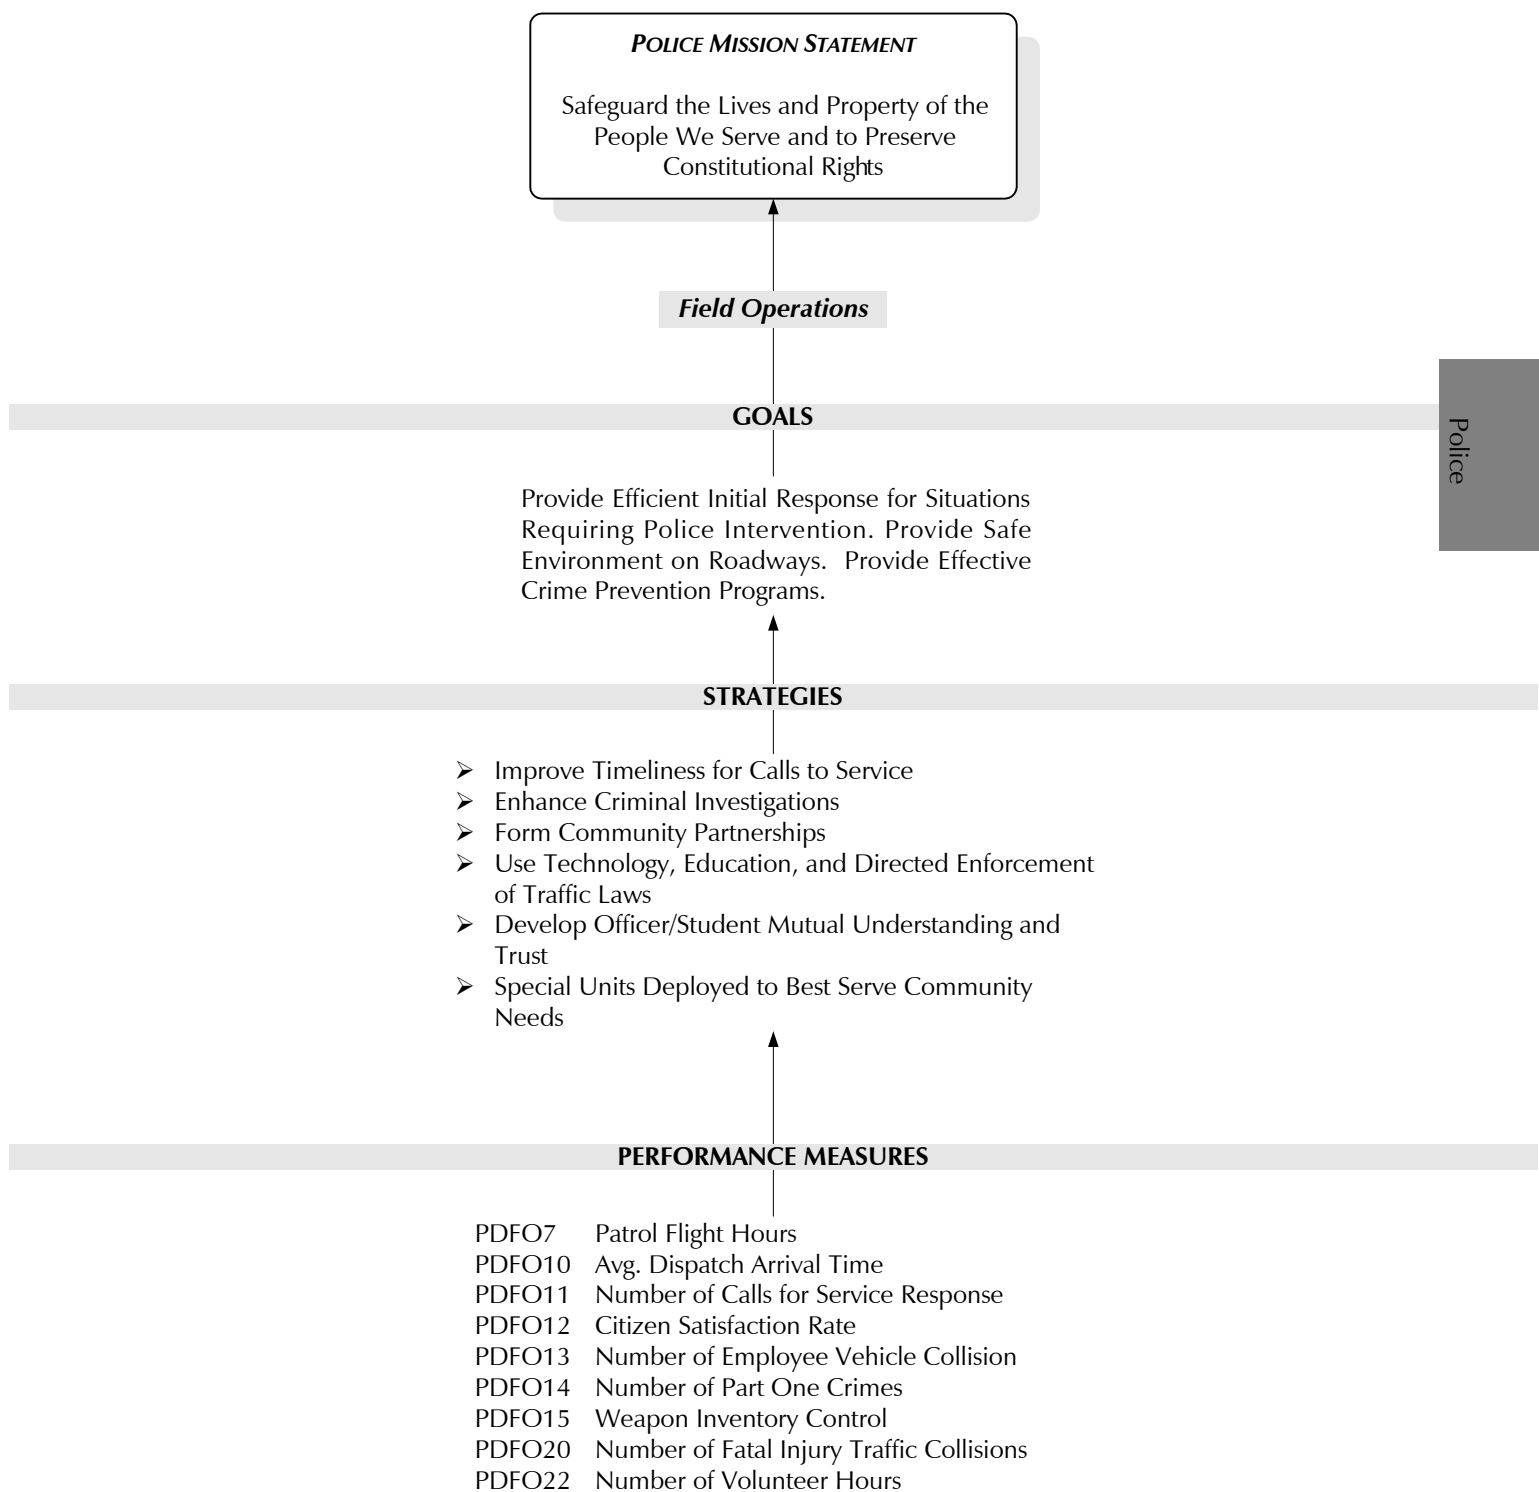 POLICE MISSION STATEMENT
Safeguard the Lives and Property of the
People We Serve and to Preserve
Constitutional Rights
Field Operations
GOALS
Police
Provide Efficient Initial Response for Situations
Requiring Police Intervention. Provide Safe
Environment on Roadways.  Provide Effective
Crime Prevention Programs.
STRATEGIES
➢ Improve Timeliness for Calls to Service
➢ Enhance Criminal Investigations
➢ Form Community Partnerships
➢ Use Technology, Education, and Directed Enforcement
of Traffic Laws
➢ Develop Officer/Student Mutual Understanding and
Trust
➢ Special Units Deployed to Best Serve Community
Needs
PERFORMANCE MEASURES
PDFO7 Patrol Flight Hours
PDFO10 Avg. Dispatch Arrival Time
PDFO11 Number of Calls for Service Response
PDFO12 Citizen Satisfaction Rate
PDFO13 Number of Employee Vehicle Collision
PDFO14 Number of Part One Crimes
PDFO15 Weapon Inventory Control
PDFO20 Number of Fatal Injury Traffic Collisions
PDFO22 Number of Volunteer Hours